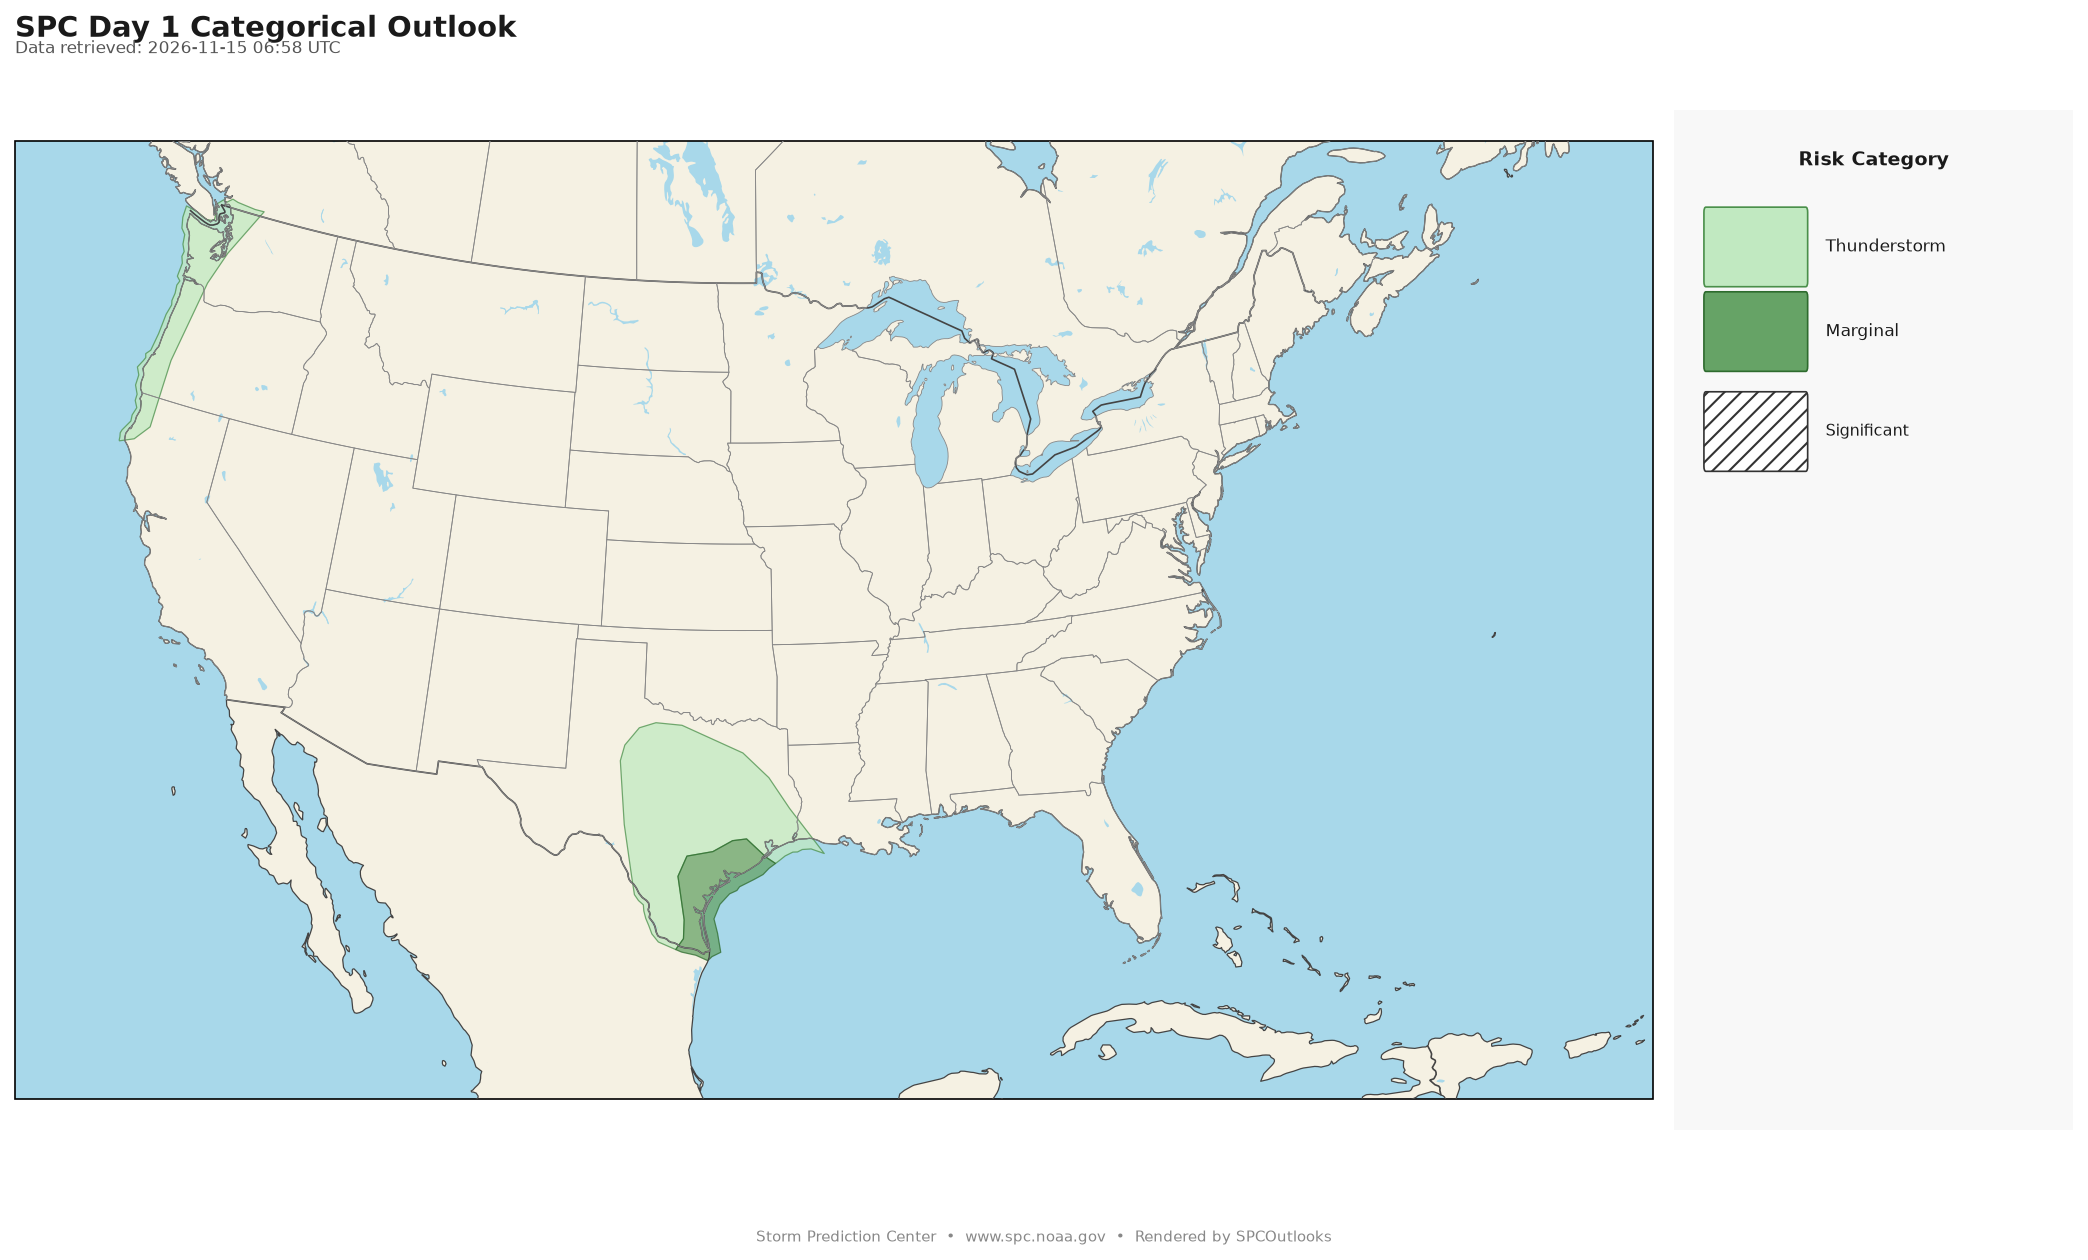 SPC Day 1 Categorical Outlook
Data retrieved: 2026-11-15 06:58 UTC
Risk Category
Thunderstorm
Marginal
Significant
Storm Prediction Center • www.spc.noaa.gov • Rendered by SPCOutlooks